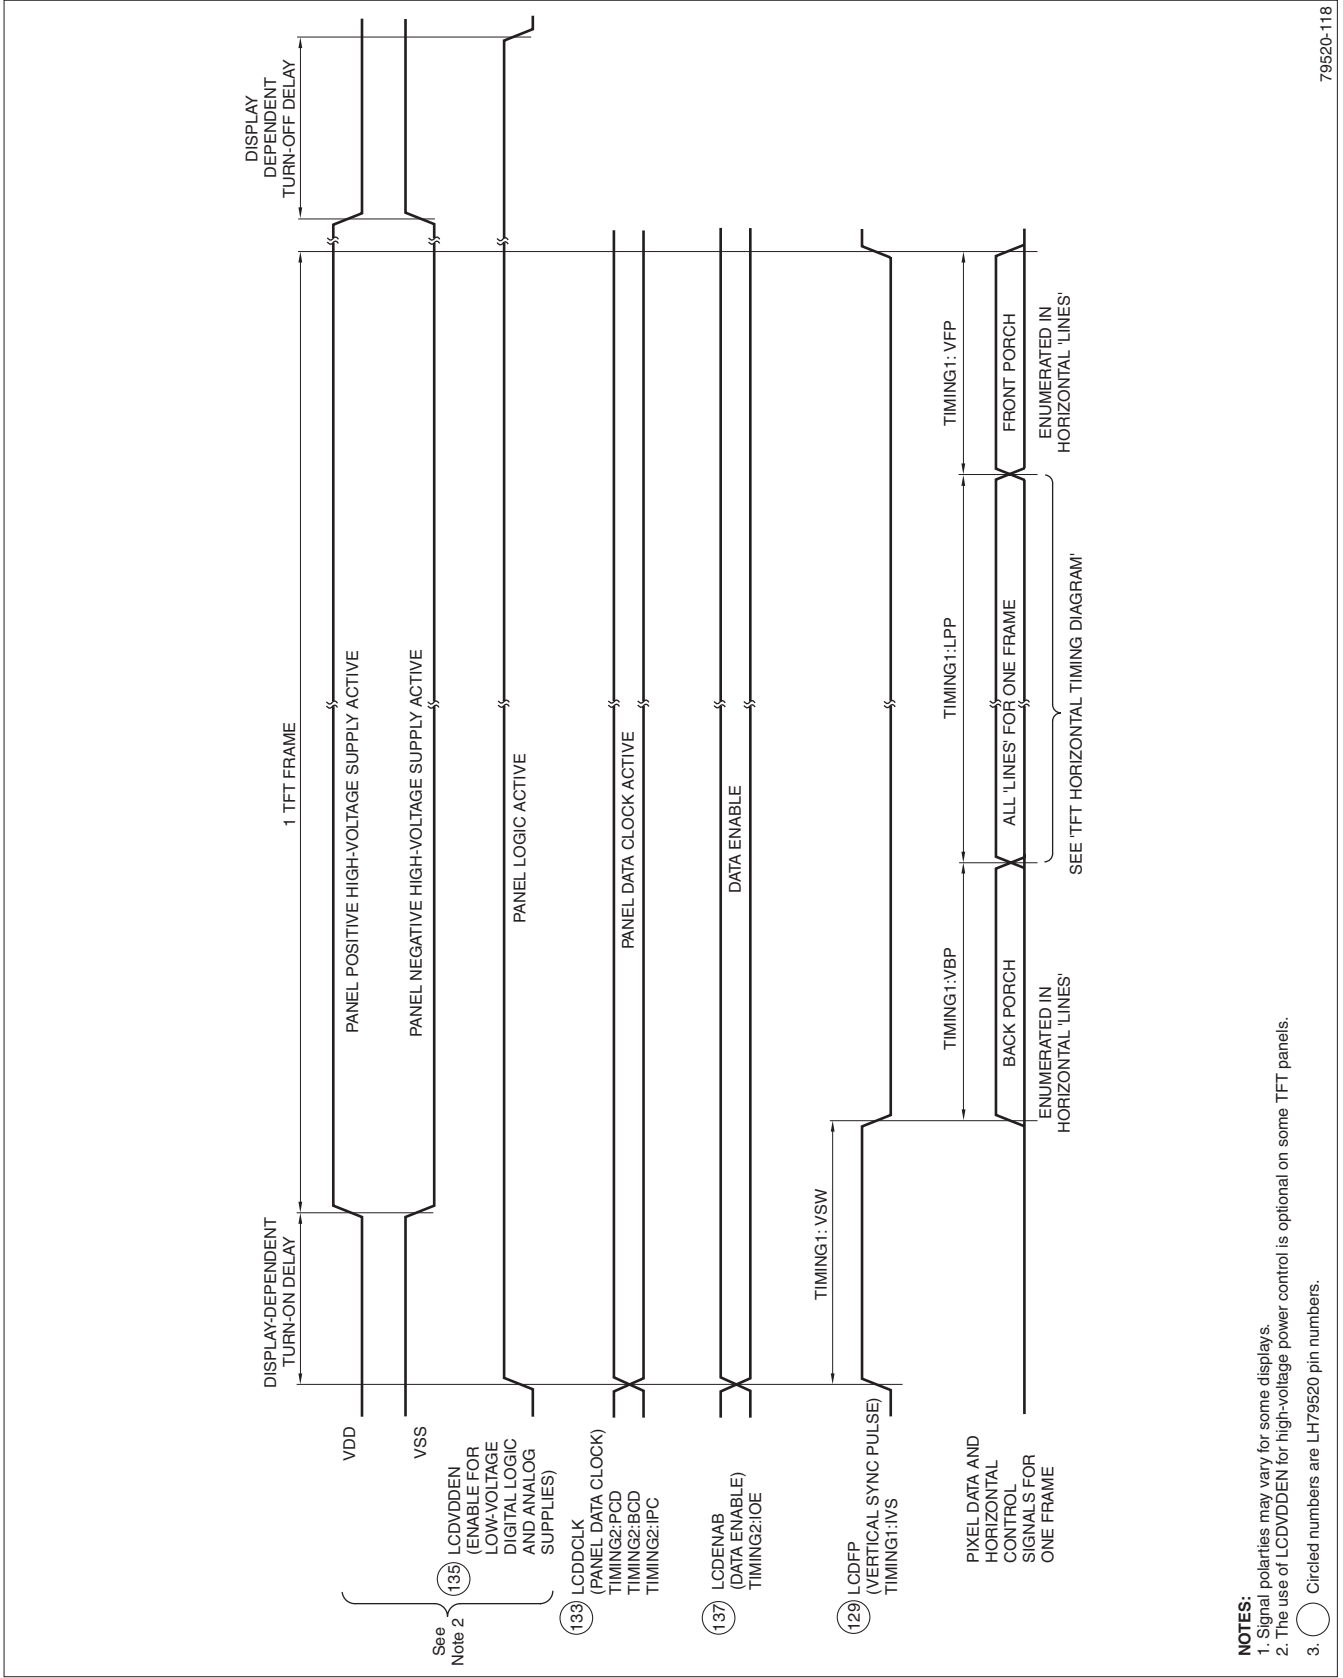 DISPLAY-DEPENDENT
TURN-ON DELAY
1 TFT FRAME
DISPLAY
DEPENDENT
TURN-OFF DELAY
VDD
PANEL POSITIVE HIGH-VOLTAGE SUPPLY ACTIVE
VSS
PANEL NEGATIVE HIGH-VOLTAGE SUPPLY ACTIVE
See
Note 2
135
LCDVDDEN
(ENABLE FOR
LOW-VOLTAGE
DIGITAL LOGIC
AND ANALOG
SUPPLIES)
PANEL LOGIC ACTIVE
133
LCDDCLK
(PANEL DATA CLOCK)
TIMING2:PCD
TIMING2:BCD
TIMING2:IPC
PANEL DATA CLOCK ACTIVE
137
LCDENAB
(DATA ENABLE)
TIMING2:IOE
DATA ENABLE
129
LCDFP
(VERTICAL SYNC PULSE)
TIMING1:IVS
TIMING1: VSW
PIXEL DATA AND
HORIZONTAL
CONTROL
SIGNALS FOR
ONE FRAME
TIMING1:VBP
TIMING1:LPP
TIMING1: VFP
BACK PORCH
ALL 'LINES' FOR ONE FRAME
FRONT PORCH
ENUMERATED IN
HORIZONTAL 'LINES'
SEE 'TFT HORIZONTAL TIMING DIAGRAM'
ENUMERATED IN
HORIZONTAL 'LINES'
NOTES:
1. Signal polarties may vary for some displays.
2. The use of LCDVDDEN for high-voltage power control is optional on some TFT panels.
3. Circled numbers are LH79520 pin numbers.
79520-118